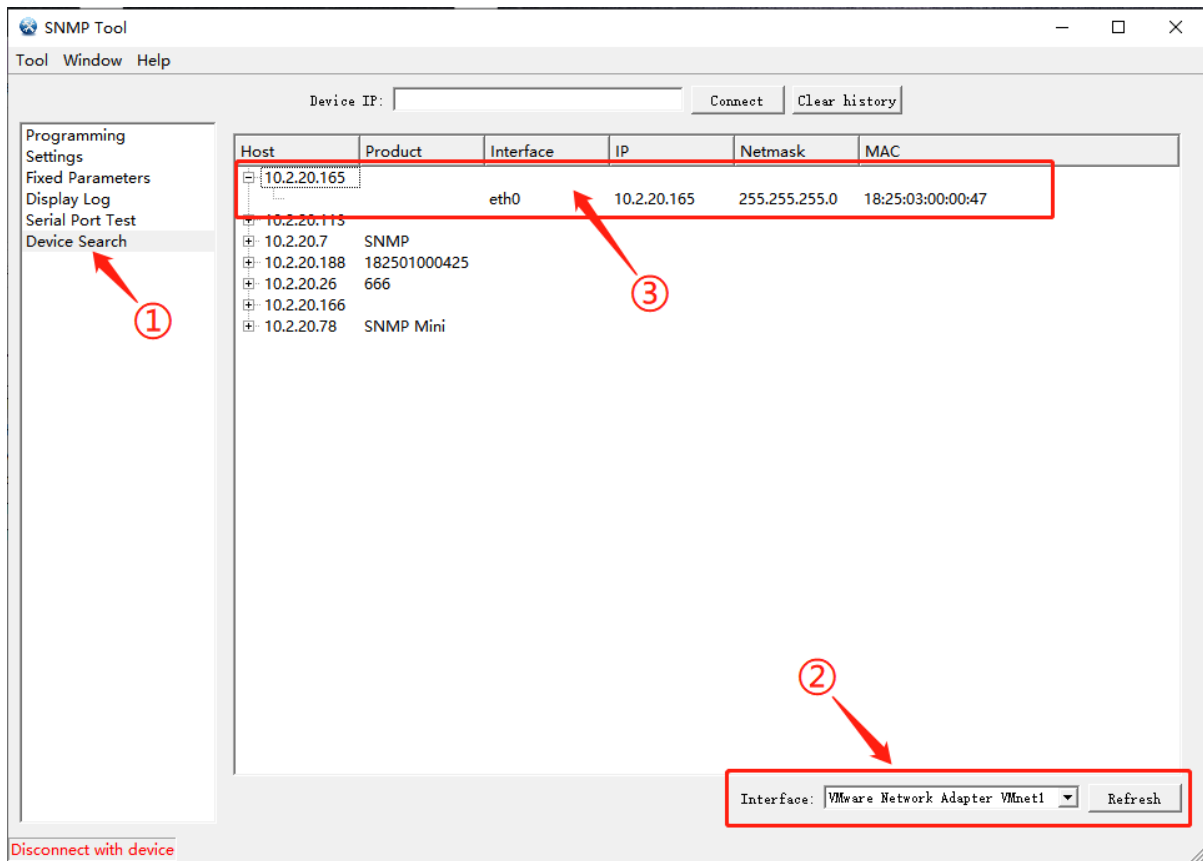 SNMP Tool
Tool Window Help
Device IP: Connect Clear history
Programming
Settings
Fixed Parameters
Display Log
Serial Port Test
Device Search
①
Host Product Interface IP Netmask MAC
10.2.20.165
eth0 10.2.20.165 255.255.255.0 18:25:03:00:00:47
10.2.20.113
10.2.20.7 SNMP
10.2.20.188 182501000425
10.2.20.26 666
10.2.20.166
10.2.20.78 SNMP Mini
③
②
Interface: VMware Network Adapter VMnet1 Refresh
Disconnect with device